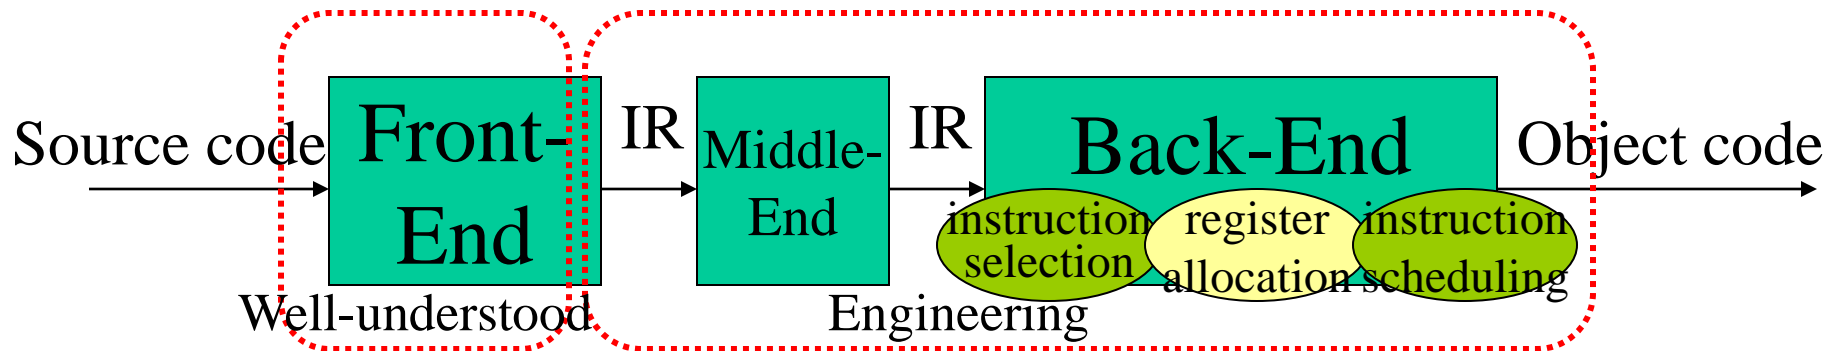 Source code
Front-
End
IR
Middle-
End
IR
Back-End
instruction
selection
register
allocation
instruction
scheduling
Object code
Well-understood
Engineering